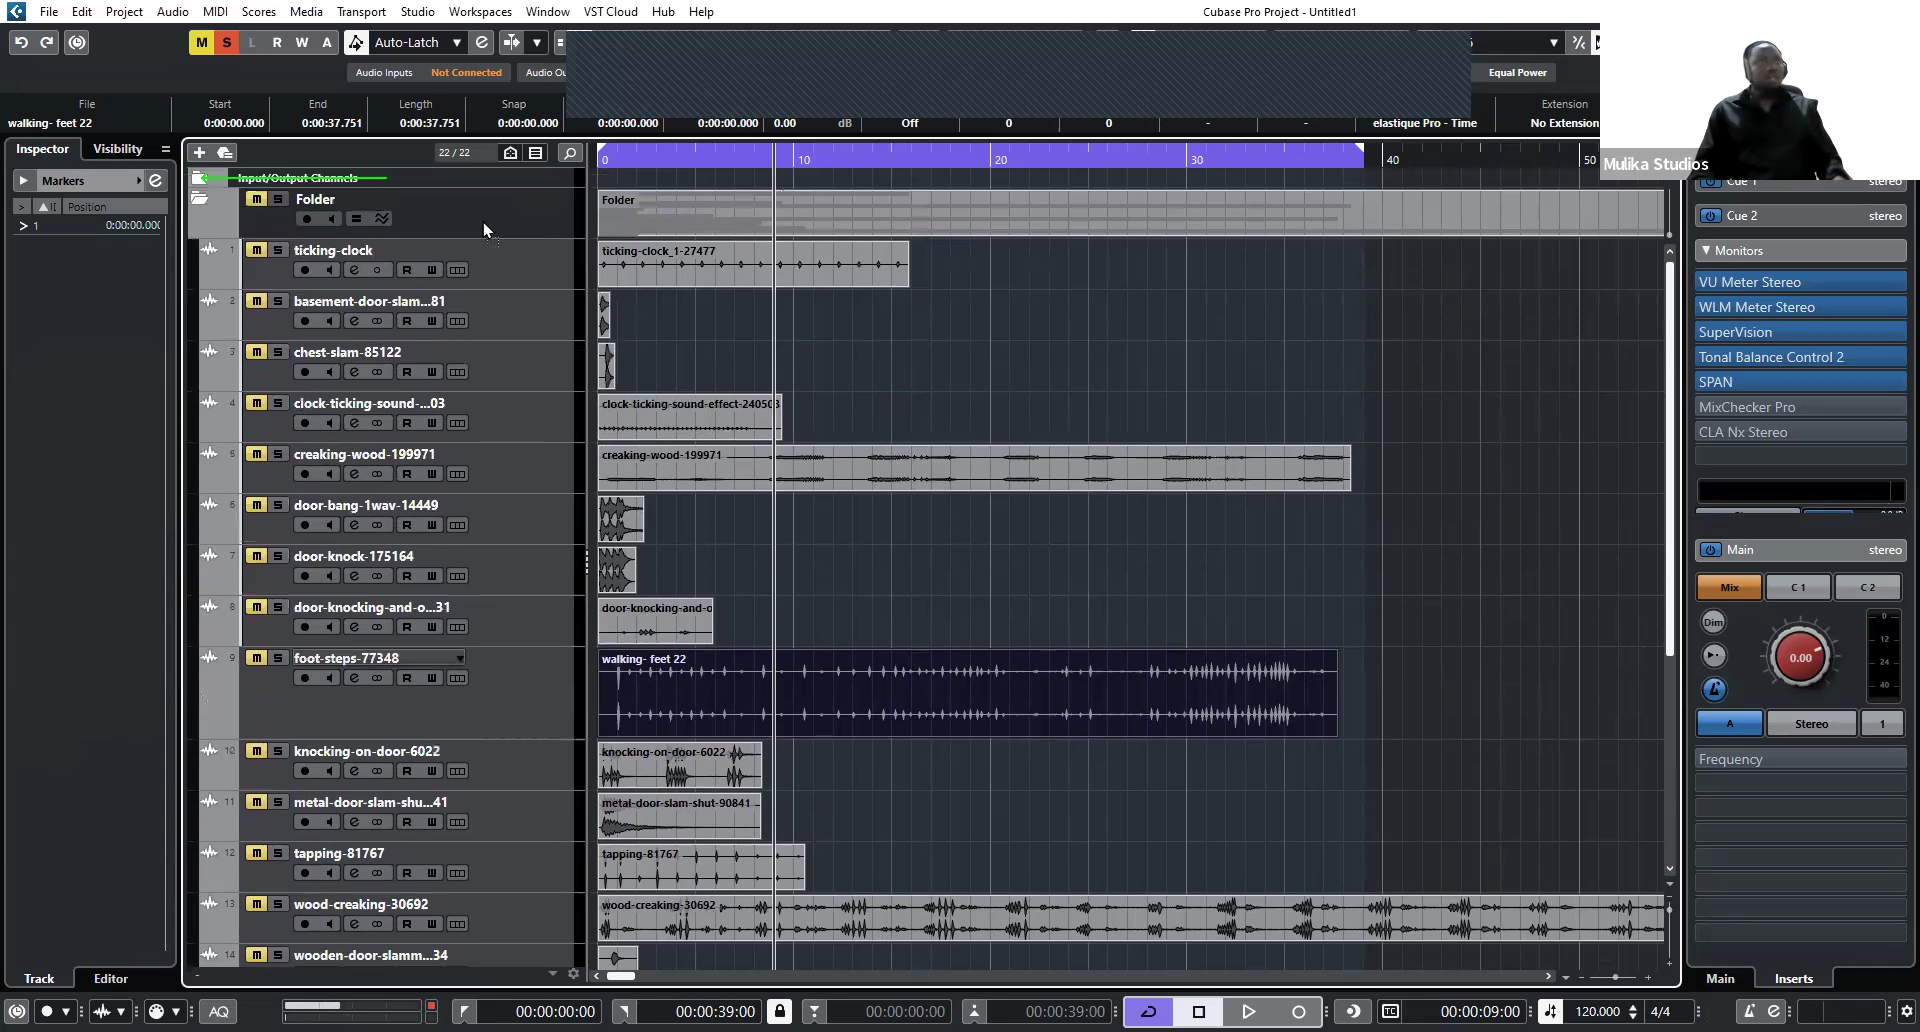 File Edit Project Audio MIDI Scores Media Transport Studio Workspaces Window VST Cloud Hub Help Cubase Pro Project - Untitled1
M S L R W A Auto-Latch
Audio Inputs Not Connected Audio Ou Equal Power
File Start End Length Snap Extension
walking- feet 22 0:00:00.000 0:00:37.751 0:00:37.751 0:00:00.000 0:00:00.000 0:00:00.000 0.00 dB Off 0 0 - - elastique Pro - Time No Extension
Mulika Studios
Inspector Visibility
22 / 22
0 10 20 30 40 50
Markers
Position
1 0:00:00.000
Input/Output Channels
m S Folder
Folder
1 m S ticking-clock
R W
ticking-clock_1-27477
2 m S basement-door-slam...81
R W
3 m S chest-slam-85122
R W
4 m S clock-ticking-sound-...03
R W
clock-ticking-sound-effect-240503
5 m S creaking-wood-199971
R W
creaking-wood-199971
6 m S door-bang-1wav-14449
R W
7 m S door-knock-175164
R W
8 m S door-knocking-and-o...31
R W
door-knocking-and-o
9 m S foot-steps-77348
R W
walking- feet 22
10 m S knocking-on-door-6022
R W
knocking-on-door-6022
11 m S metal-door-slam-shu...41
R W
metal-door-slam-shut-90841
12 m S tapping-81767
R W
tapping-81767
13 m S wood-creaking-30692
R W
wood-creaking-30692
14 m S wooden-door-slamm...34
Cue 1 stereo
Cue 2 stereo
Monitors
VU Meter Stereo
WLM Meter Stereo
SuperVision
Tonal Balance Control 2
SPAN
MixChecker Pro
CLA Nx Stereo
Main stereo
Mix C 1 C 2
Dim
0.00
0
12
24
40
A Stereo 1
Frequency
Main Inserts
Track Editor
AQ 00:00:00:00 00:00:39:00 00:00:00:00 00:00:39:00 TC 00:00:09:00 120.000 4/4